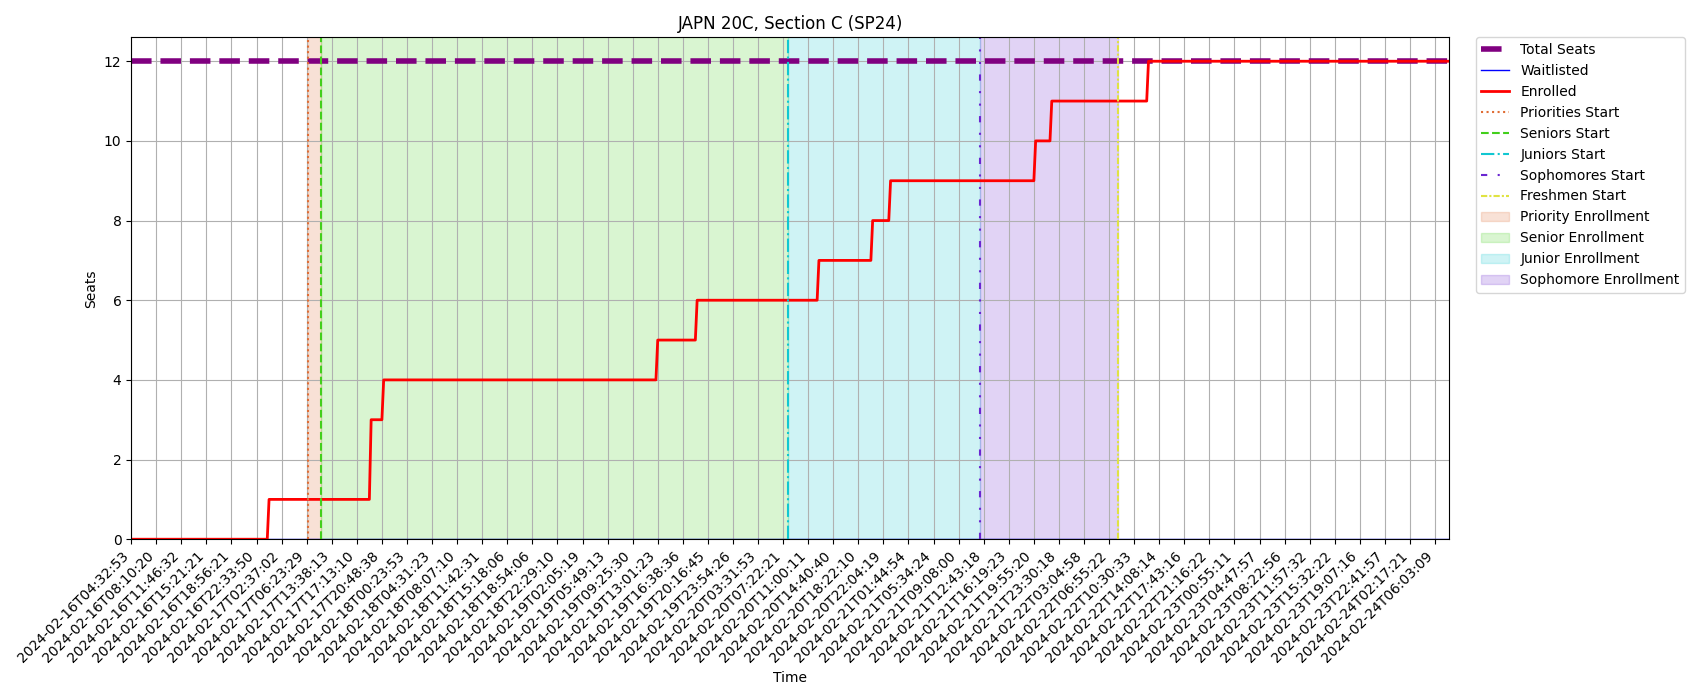 JAPN 20C, Section C (SP24)
Seats
12
10
8
6
4
2
0
2024-02-16T04:32:53
2024-02-16T08:10:20
2024-02-16T11:46:32
2024-02-16T15:21:21
2024-02-16T18:56:21
2024-02-16T22:33:50
2024-02-17T02:37:02
2024-02-17T06:23:29
2024-02-17T13:38:13
2024-02-17T17:13:10
2024-02-17T20:48:38
2024-02-18T00:23:53
2024-02-18T04:31:23
2024-02-18T08:07:10
2024-02-18T11:42:31
2024-02-18T15:18:06
2024-02-18T18:54:06
2024-02-18T22:29:10
2024-02-19T02:05:19
2024-02-19T05:49:13
2024-02-19T09:25:30
2024-02-19T13:01:23
2024-02-19T16:38:36
2024-02-19T20:16:45
2024-02-19T23:54:26
2024-02-20T03:31:53
2024-02-20T07:22:21
2024-02-20T11:00:11
2024-02-20T14:40:40
2024-02-20T18:22:10
2024-02-20T22:04:19
2024-02-21T01:44:54
2024-02-21T05:34:24
2024-02-21T09:08:00
2024-02-21T12:43:18
2024-02-21T16:19:23
2024-02-21T19:55:20
2024-02-21T23:30:18
2024-02-22T03:04:58
2024-02-22T06:55:22
2024-02-22T10:30:33
2024-02-22T14:08:14
2024-02-22T17:43:16
2024-02-22T21:16:22
2024-02-23T00:55:11
2024-02-23T04:47:57
2024-02-23T08:22:56
2024-02-23T11:57:32
2024-02-23T15:32:22
2024-02-23T19:07:16
2024-02-23T22:41:57
2024-02-24T02:17:21
2024-02-24T06:03:09
Time
Total Seats
Waitlisted
Enrolled
Priorities Start
Seniors Start
Juniors Start
Sophomores Start
Freshmen Start
Priority Enrollment
Senior Enrollment
Junior Enrollment
Sophomore Enrollment